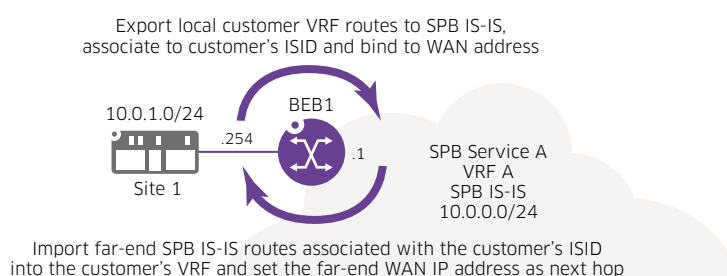 Export local customer VRF routes to SPB IS-IS,
associate to customer's ISID and bind to WAN address
10.0.1.0/24
BEB1
.254
.1
Site 1
SPB Service A
VRF A
SPB IS-IS
10.0.0.0/24
Import far-end SPB IS-IS routes associated with the customer's ISID
into the customer's VRF and set the far-end WAN IP address as next hop